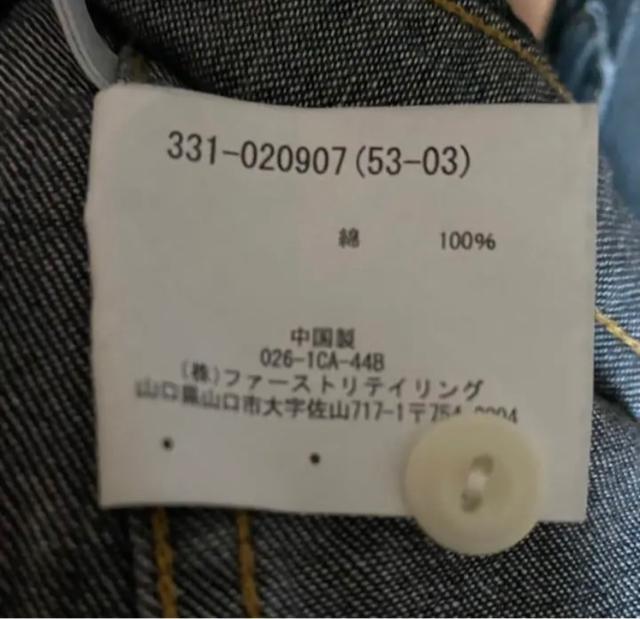 331-020907(53-03)
綿 100%
中国製
026-1CA-44B
(株)ファーストリテイリング
山口県山口市大字佐山717-1〒754